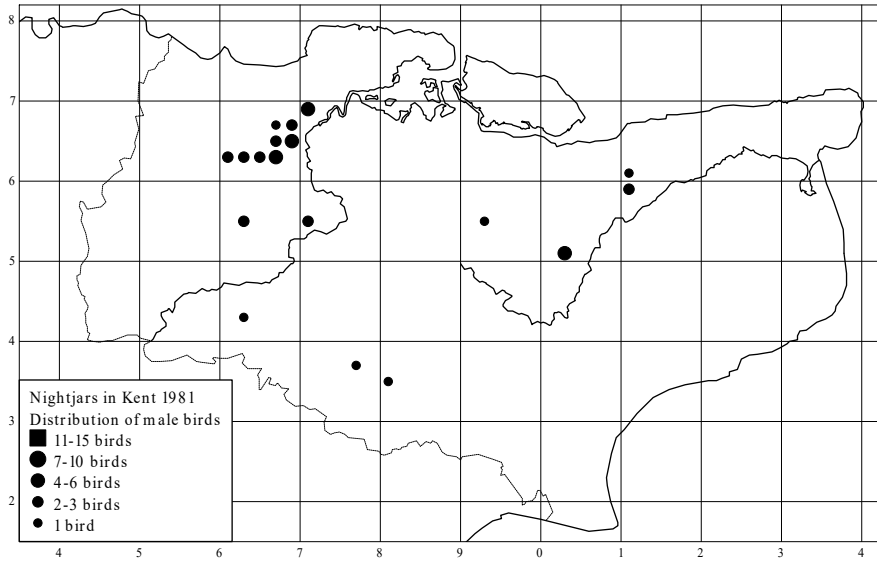 8
7
6
5
4
3
2
Nightjars in Kent 1981
Distribution of male birds
11-15 birds
7-10 birds
4-6 birds
2-3 birds
1 bird
4 5 6 7 8 9 0 1 2 3 4